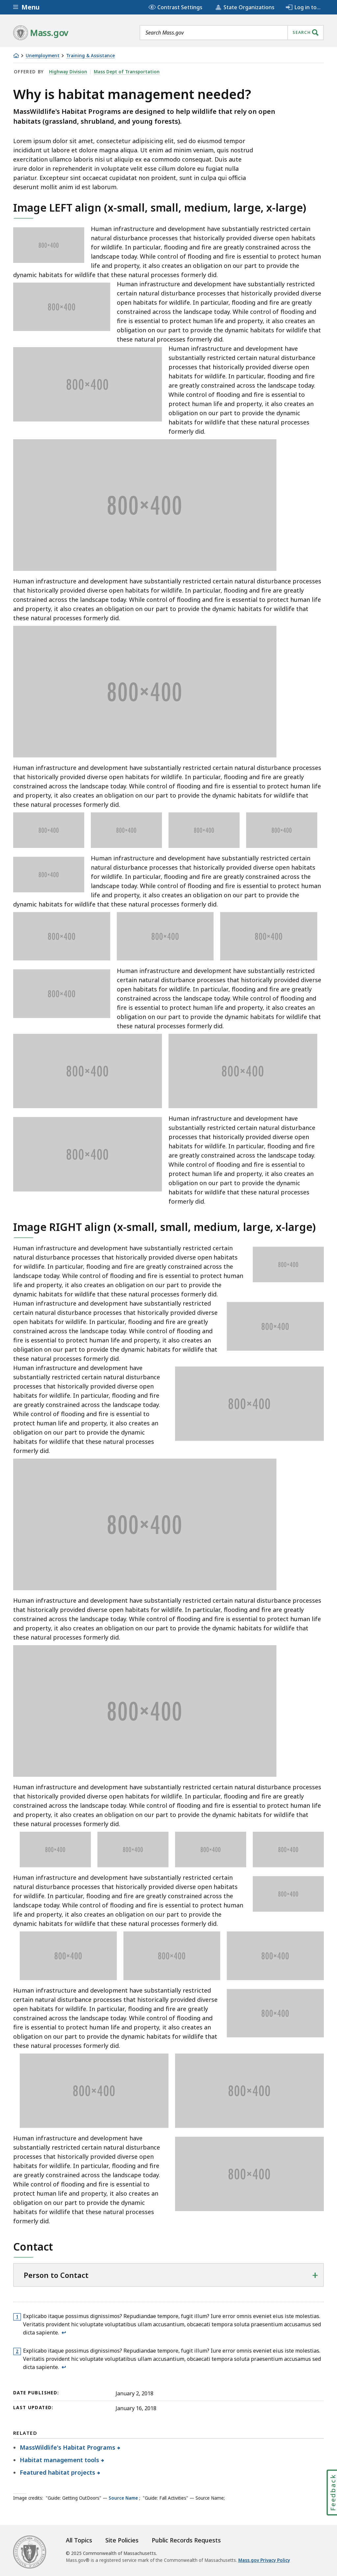 Menu
Contrast Settings
State Organizations
Log in to...
Mass.gov
Search Mass.gov
SEARCH
Unemployment
Training & Assistance
OFFERED BY
Highway Division
Mass Dept of Transportation
Why is habitat management needed?
MassWildlife's Habitat Programs are designed to help wildlife that rely on open
habitats (grassland, shrubland, and young forests).
Lorem ipsum dolor sit amet, consectetur adipisicing elit, sed do eiusmod tempor
incididunt ut labore et dolore magna aliqua. Ut enim ad minim veniam, quis nostrud
exercitation ullamco laboris nisi ut aliquip ex ea commodo consequat. Duis aute
irure dolor in reprehenderit in voluptate velit esse cillum dolore eu fugiat nulla
pariatur. Excepteur sint occaecat cupidatat non proident, sunt in culpa qui officia
deserunt mollit anim id est laborum.
Image LEFT align (x-small, small, medium, large, x-large)
800×400
Human infrastructure and development have substantially restricted certain
natural disturbance processes that historically provided diverse open habitats
for wildlife. In particular, flooding and fire are greatly constrained across the
landscape today. While control of flooding and fire is essential to protect human
life and property, it also creates an obligation on our part to provide the
dynamic habitats for wildlife that these natural processes formerly did.
800×400
Human infrastructure and development have substantially restricted
certain natural disturbance processes that historically provided diverse
open habitats for wildlife. In particular, flooding and fire are greatly
constrained across the landscape today. While control of flooding and
fire is essential to protect human life and property, it also creates an
obligation on our part to provide the dynamic habitats for wildlife that
these natural processes formerly did.
800×400
Human infrastructure and development have
substantially restricted certain natural disturbance
processes that historically provided diverse open
habitats for wildlife. In particular, flooding and fire
are greatly constrained across the landscape today.
While control of flooding and fire is essential to
protect human life and property, it also creates an
obligation on our part to provide the dynamic
habitats for wildlife that these natural processes
formerly did.
800×400
Human infrastructure and development have substantially restricted certain natural disturbance processes
that historically provided diverse open habitats for wildlife. In particular, flooding and fire are greatly
constrained across the landscape today. While control of flooding and fire is essential to protect human life
and property, it also creates an obligation on our part to provide the dynamic habitats for wildlife that
these natural processes formerly did.
800×400
Human infrastructure and development have substantially restricted certain natural disturbance processes
that historically provided diverse open habitats for wildlife. In particular, flooding and fire are greatly
constrained across the landscape today. While control of flooding and fire is essential to protect human life
and property, it also creates an obligation on our part to provide the dynamic habitats for wildlife that
these natural processes formerly did.
800×400
800×400
800×400
800×400
800×400
Human infrastructure and development have substantially restricted certain
natural disturbance processes that historically provided diverse open habitats
for wildlife. In particular, flooding and fire are greatly constrained across the
landscape today. While control of flooding and fire is essential to protect human
life and property, it also creates an obligation on our part to provide the
dynamic habitats for wildlife that these natural processes formerly did.
800×400
800×400
800×400
800×400
Human infrastructure and development have substantially restricted
certain natural disturbance processes that historically provided diverse
open habitats for wildlife. In particular, flooding and fire are greatly
constrained across the landscape today. While control of flooding and
fire is essential to protect human life and property, it also creates an
obligation on our part to provide the dynamic habitats for wildlife that
these natural processes formerly did.
800×400
800×400
800×400
Human infrastructure and development have
substantially restricted certain natural disturbance
processes that historically provided diverse open
habitats for wildlife. In particular, flooding and fire
are greatly constrained across the landscape today.
While control of flooding and fire is essential to
protect human life and property, it also creates an
obligation on our part to provide the dynamic
habitats for wildlife that these natural processes
formerly did.
Image RIGHT align (x-small, small, medium, large, x-large)
Human infrastructure and development have substantially restricted certain
natural disturbance processes that historically provided diverse open habitats
for wildlife. In particular, flooding and fire are greatly constrained across the
landscape today. While control of flooding and fire is essential to protect human
life and property, it also creates an obligation on our part to provide the
dynamic habitats for wildlife that these natural processes formerly did.
800×400
Human infrastructure and development have substantially restricted
certain natural disturbance processes that historically provided diverse
open habitats for wildlife. In particular, flooding and fire are greatly
constrained across the landscape today. While control of flooding and
fire is essential to protect human life and property, it also creates an
obligation on our part to provide the dynamic habitats for wildlife that
these natural processes formerly did.
800×400
Human infrastructure and development have
substantially restricted certain natural disturbance
processes that historically provided diverse open
habitats for wildlife. In particular, flooding and fire
are greatly constrained across the landscape today.
While control of flooding and fire is essential to
protect human life and property, it also creates an
obligation on our part to provide the dynamic
habitats for wildlife that these natural processes
formerly did.
800×400
800×400
Human infrastructure and development have substantially restricted certain natural disturbance processes
that historically provided diverse open habitats for wildlife. In particular, flooding and fire are greatly
constrained across the landscape today. While control of flooding and fire is essential to protect human life
and property, it also creates an obligation on our part to provide the dynamic habitats for wildlife that
these natural processes formerly did.
800×400
Human infrastructure and development have substantially restricted certain natural disturbance processes
that historically provided diverse open habitats for wildlife. In particular, flooding and fire are greatly
constrained across the landscape today. While control of flooding and fire is essential to protect human life
and property, it also creates an obligation on our part to provide the dynamic habitats for wildlife that
these natural processes formerly did.
800×400
800×400
800×400
800×400
Human infrastructure and development have substantially restricted certain
natural disturbance processes that historically provided diverse open habitats
for wildlife. In particular, flooding and fire are greatly constrained across the
landscape today. While control of flooding and fire is essential to protect human
life and property, it also creates an obligation on our part to provide the
dynamic habitats for wildlife that these natural processes formerly did.
800×400
800×400
800×400
800×400
Human infrastructure and development have substantially restricted
certain natural disturbance processes that historically provided diverse
open habitats for wildlife. In particular, flooding and fire are greatly
constrained across the landscape today. While control of flooding and
fire is essential to protect human life and property, it also creates an
obligation on our part to provide the dynamic habitats for wildlife that
these natural processes formerly did.
800×400
800×400
800×400
Human infrastructure and development have
substantially restricted certain natural disturbance
processes that historically provided diverse open
habitats for wildlife. In particular, flooding and fire
are greatly constrained across the landscape today.
While control of flooding and fire is essential to
protect human life and property, it also creates an
obligation on our part to provide the dynamic
habitats for wildlife that these natural processes
formerly did.
800×400
Contact
Person to Contact
1 Explicabo itaque possimus dignissimos? Repudiandae tempore, fugit illum? Iure error omnis eveniet eius iste molestias.
Veritatis provident hic voluptate voluptatibus ullam accusantium, obcaecati tempora soluta praesentium accusamus sed
dicta sapiente. ↩
2 Explicabo itaque possimus dignissimos? Repudiandae tempore, fugit illum? Iure error omnis eveniet eius iste molestias.
Veritatis provident hic voluptate voluptatibus ullam accusantium, obcaecati tempora soluta praesentium accusamus sed
dicta sapiente. ↩
DATE PUBLISHED: January 2, 2018
LAST UPDATED: January 16, 2018
RELATED
MassWildlife's Habitat Programs
Habitat management tools
Featured habitat projects
Feedback
Image credits: "Guide: Getting OutDoors" — Source Name; "Guide: Fall Activities" — Source Name;
All Topics
Site Policies
Public Records Requests
© 2025 Commonwealth of Massachusetts.
Mass.gov® is a registered service mark of the Commonwealth of Massachusetts. Mass.gov Privacy Policy